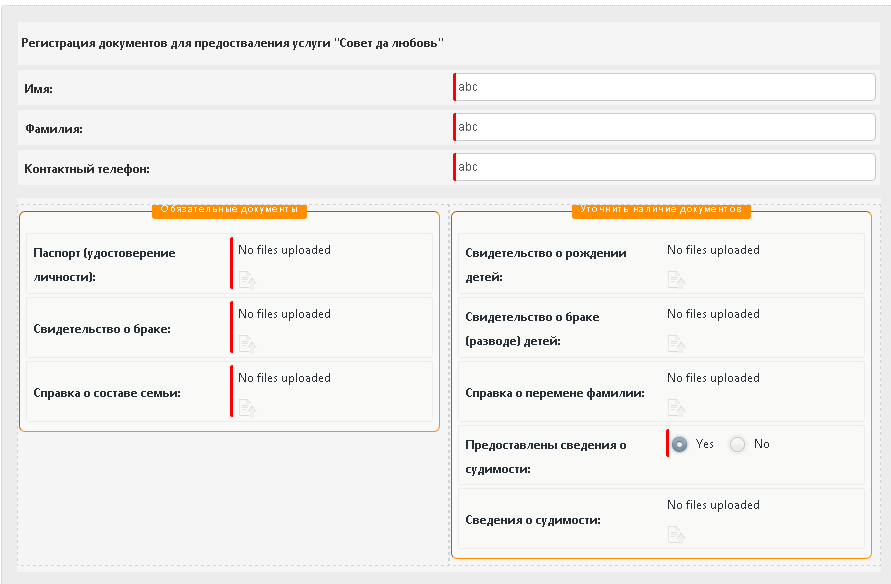 Регистрация документов для предостваления услуги "Совет да любовь"
Имя:
abc
Фамилия:
abc
Контактный телефон:
abc
Обязательные документы
Паспорт (удостоверение
личности):
No files uploaded
Свидетельство о браке:
No files uploaded
Справка о составе семьи:
No files uploaded
Уточнить наличие документов
Свидетельство о рождении
детей:
No files uploaded
Свидетельство о браке
(разводе) детей:
No files uploaded
Справка о перемене фамилии:
No files uploaded
Предоставлены сведения о
судимости:
Yes No
Сведения о судимости:
No files uploaded